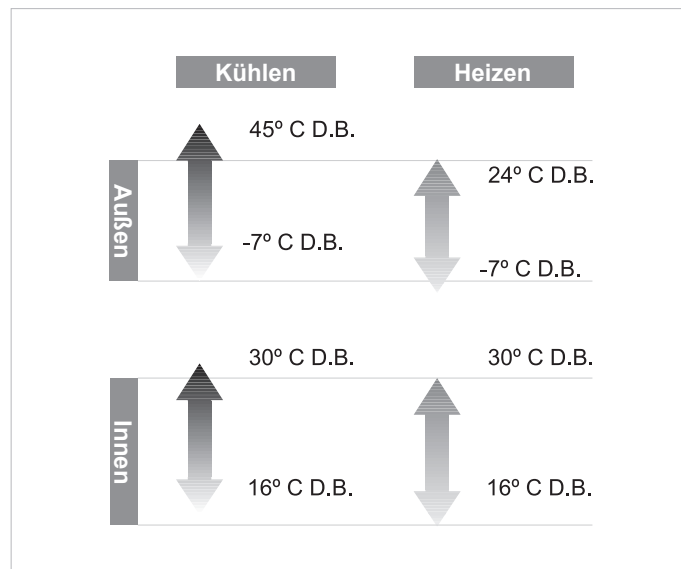 Kühlen
Heizen
Außen
45º C D.B.
24º C D.B.
-7º C D.B.
-7º C D.B.
Innen
30º C D.B.
30º C D.B.
16º C D.B.
16º C D.B.